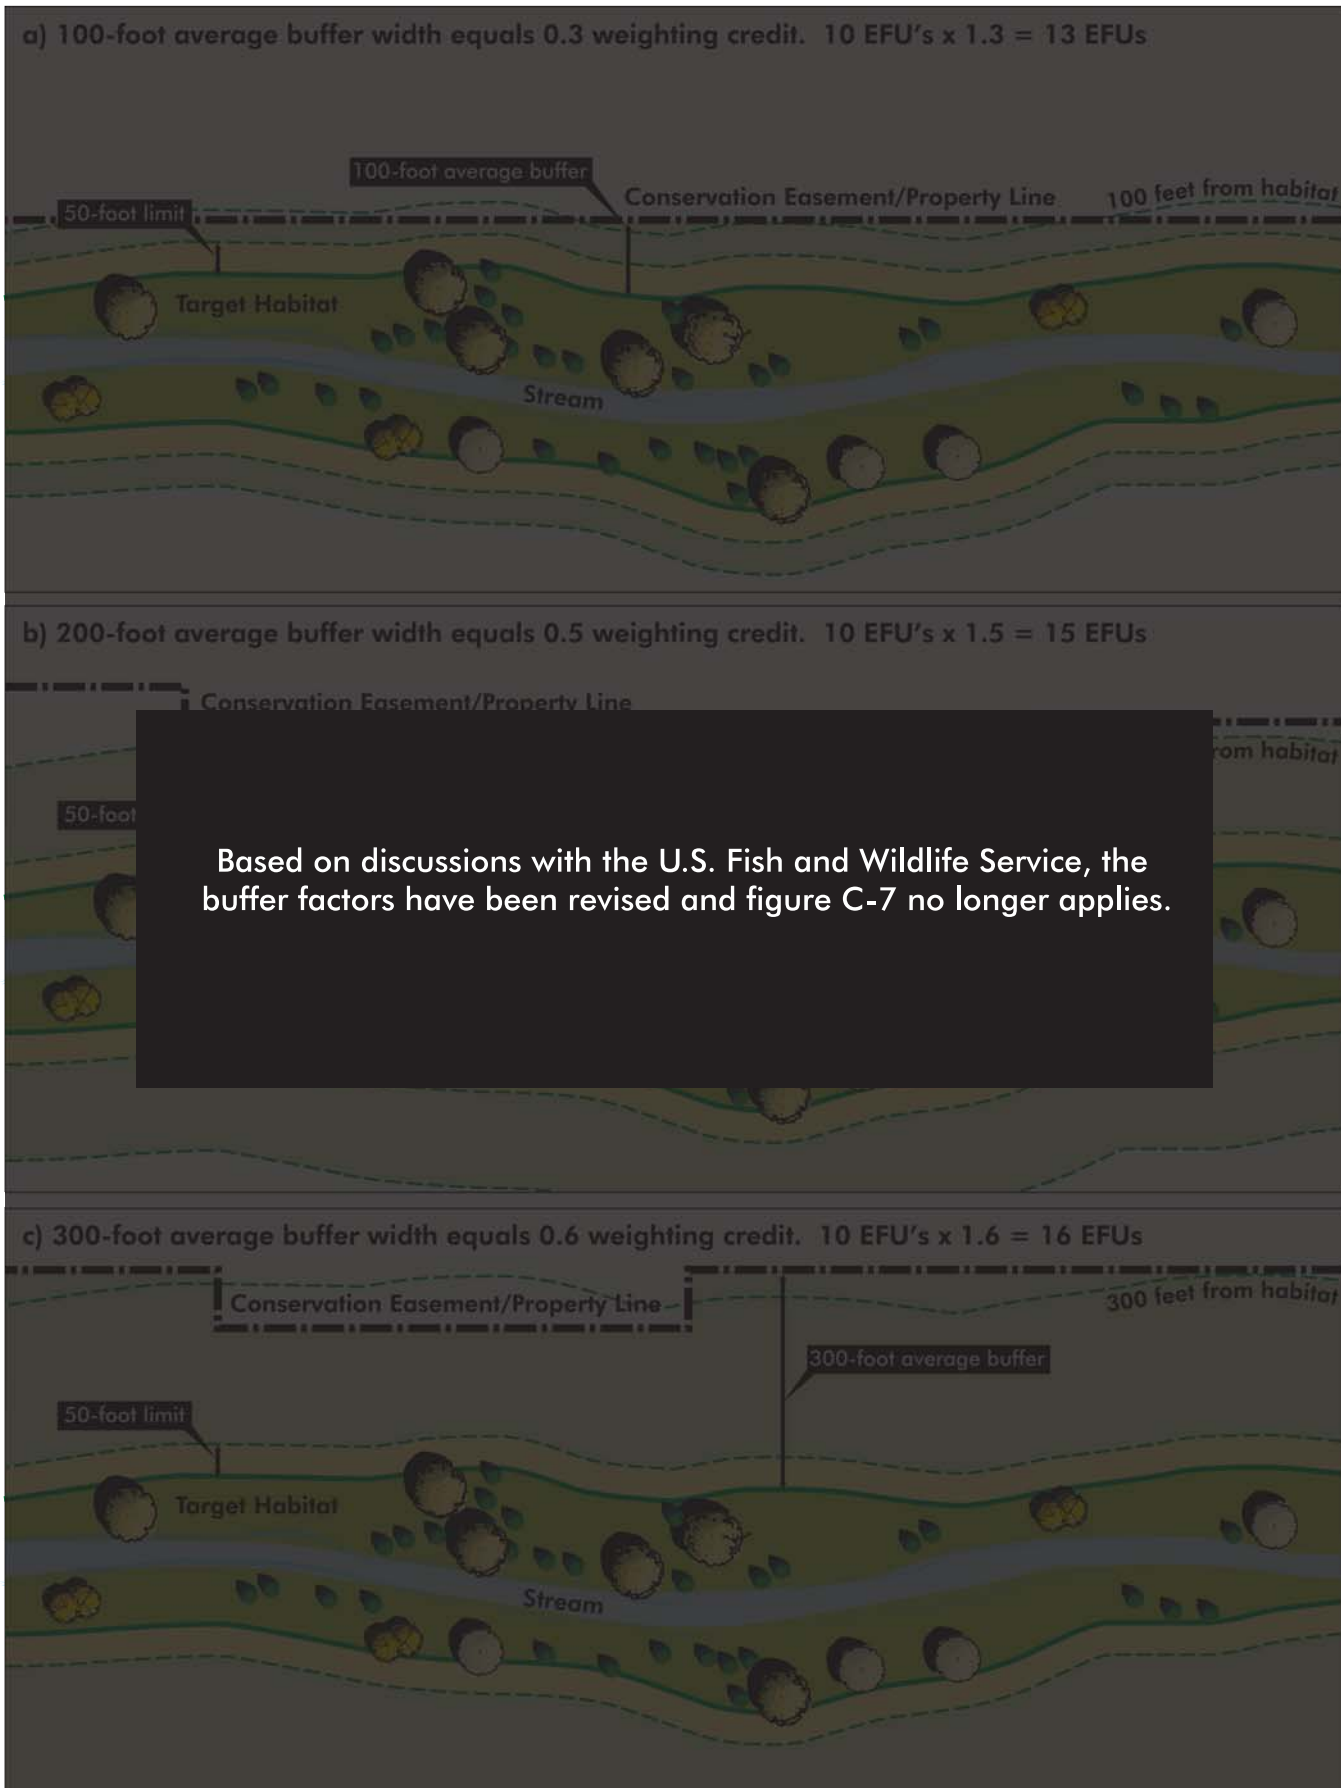 a) 100-foot average buffer width equals 0.3 weighting credit.  10 EFU's x 1.3 = 13 EFUs
100-foot average buffer
Conservation Easement/Property Line
100 feet from habitat
50-foot limit
Target Habitat
Stream
b) 200-foot average buffer width equals 0.5 weighting credit.  10 EFU's x 1.5 = 15 EFUs
Conservation Easement/Property Line
from habitat
50-foot
Based on discussions with the U.S. Fish and Wildlife Service, the
buffer factors have been revised and figure C-7 no longer applies.
c) 300-foot average buffer width equals 0.6 weighting credit.  10 EFU's x 1.6 = 16 EFUs
Conservation Easement/Property Line
300 feet from habitat
300-foot average buffer
50-foot limit
Target Habitat
Stream